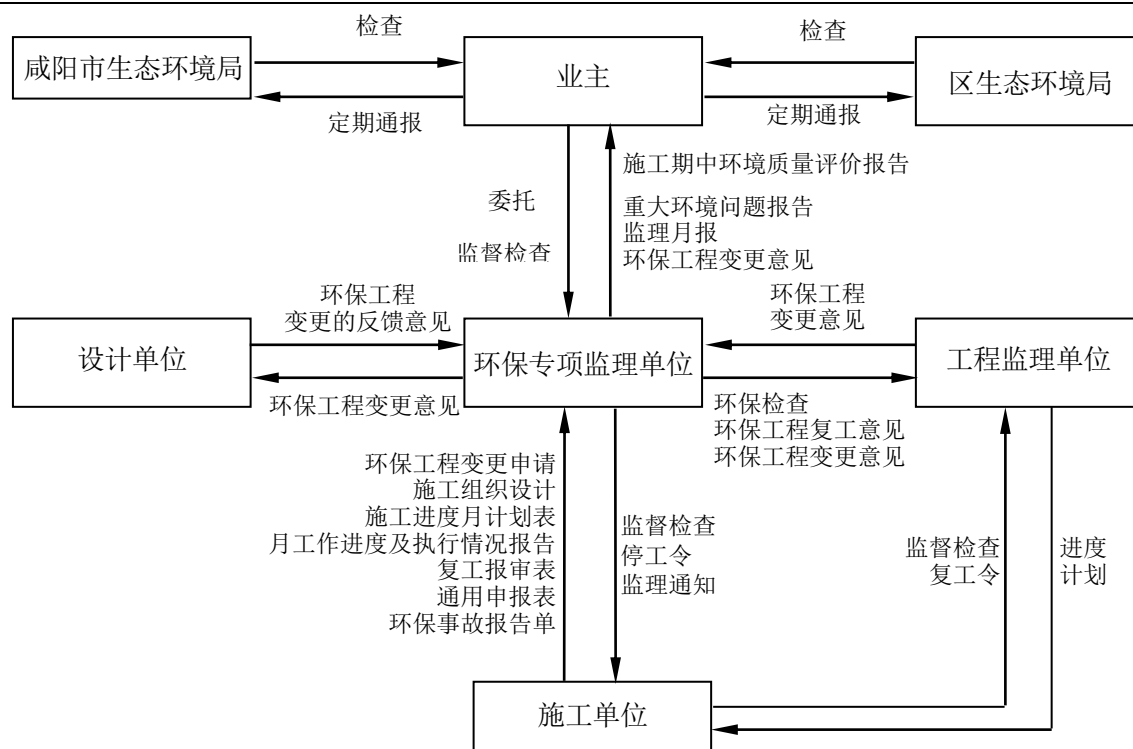 检查
检查
咸阳市生态环境局
业主
区生态环境局
定期通报
定期通报
施工期中环境质量评价报告
委托
重大环境问题报告
监理月报
监督检查
环保工程变更意见
环保工程
变更的反馈意见
环保工程
变更意见
设计单位
环保专项监理单位
工程监理单位
环保工程变更意见
环保检查
环保工程复工意见
环保工程变更意见
环保工程变更申请
施工组织设计
施工进度月计划表
月工作进度及执行情况报告
复工报审表
通用申报表
环保事故报告单
监督检查
停工令
监理通知
监督检查
复工令
进度
计划
施工单位